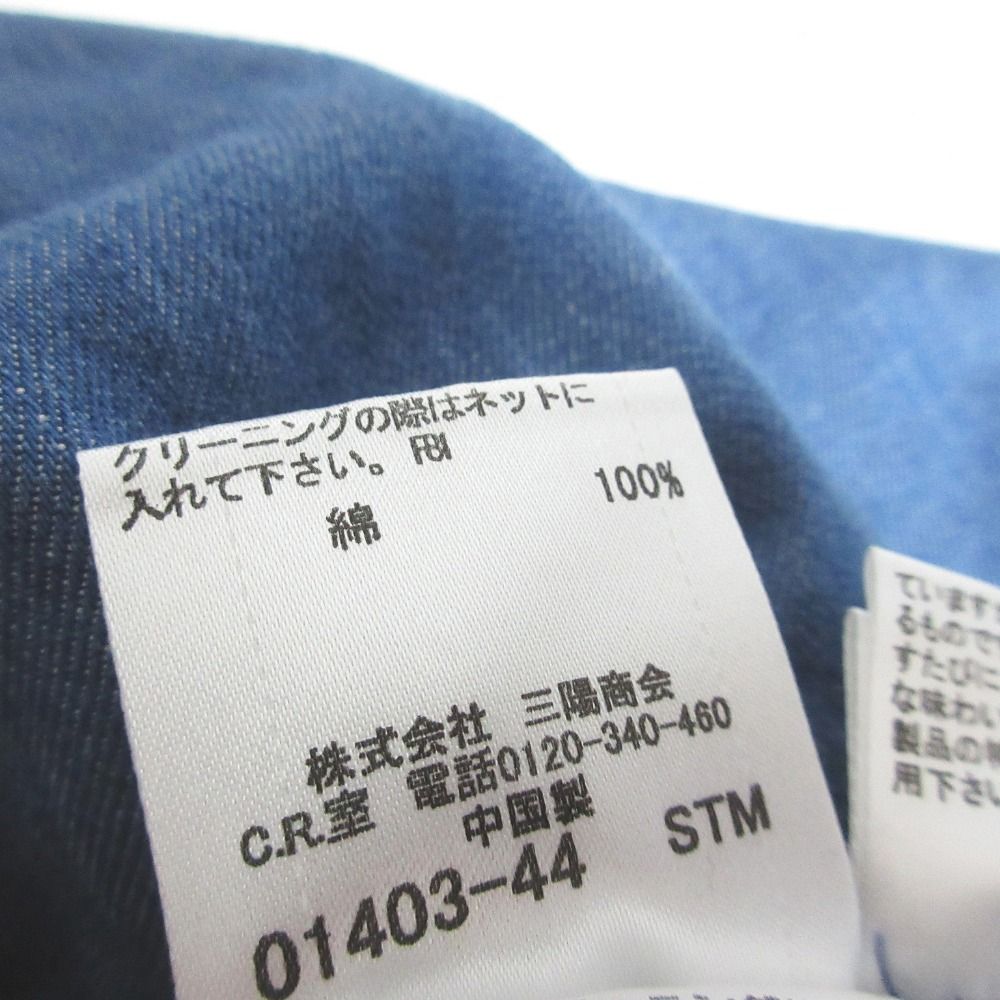 クリーニングの際はネットに
入れて下さい。 FBI
綿 100%
株式会社 三陽商会
C.R.室 電話0120-340-460
中国製
01403-44 STM
ています
るもので
すたびに
な味わい
製品の特
用下さい